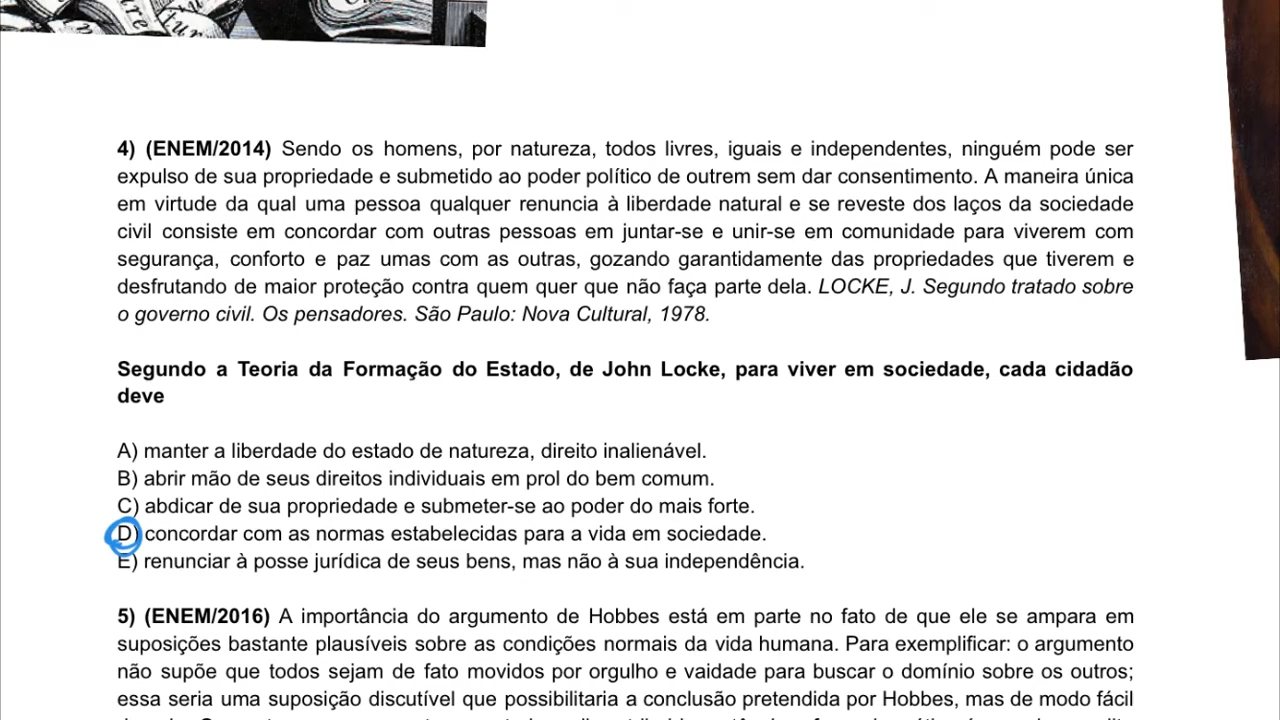 4) (ENEM/2014) Sendo os homens, por natureza, todos livres, iguais e independentes, ninguém pode ser
expulso de sua propriedade e submetido ao poder político de outrem sem dar consentimento. A maneira única
em virtude da qual uma pessoa qualquer renuncia à liberdade natural e se reveste dos laços da sociedade
civil consiste em concordar com outras pessoas em juntar-se e unir-se em comunidade para viverem com
segurança, conforto e paz umas com as outras, gozando garantidamente das propriedades que tiverem e
desfrutando de maior proteção contra quem quer que não faça parte dela. LOCKE, J. Segundo tratado sobre
o governo civil. Os pensadores. São Paulo: Nova Cultural, 1978.
Segundo a Teoria da Formação do Estado, de John Locke, para viver em sociedade, cada cidadão
deve
A) manter a liberdade do estado de natureza, direito inalienável.
B) abrir mão de seus direitos individuais em prol do bem comum.
C) abdicar de sua propriedade e submeter-se ao poder do mais forte.
D) concordar com as normas estabelecidas para a vida em sociedade.
E) renunciar à posse jurídica de seus bens, mas não à sua independência.
5) (ENEM/2016) A importância do argumento de Hobbes está em parte no fato de que ele se ampara em
suposições bastante plausíveis sobre as condições normais da vida humana. Para exemplificar: o argumento
não supõe que todos sejam de fato movidos por orgulho e vaidade para buscar o domínio sobre os outros;
essa seria uma suposição discutível que possibilitaria a conclusão pretendida por Hobbes, mas de modo fácil